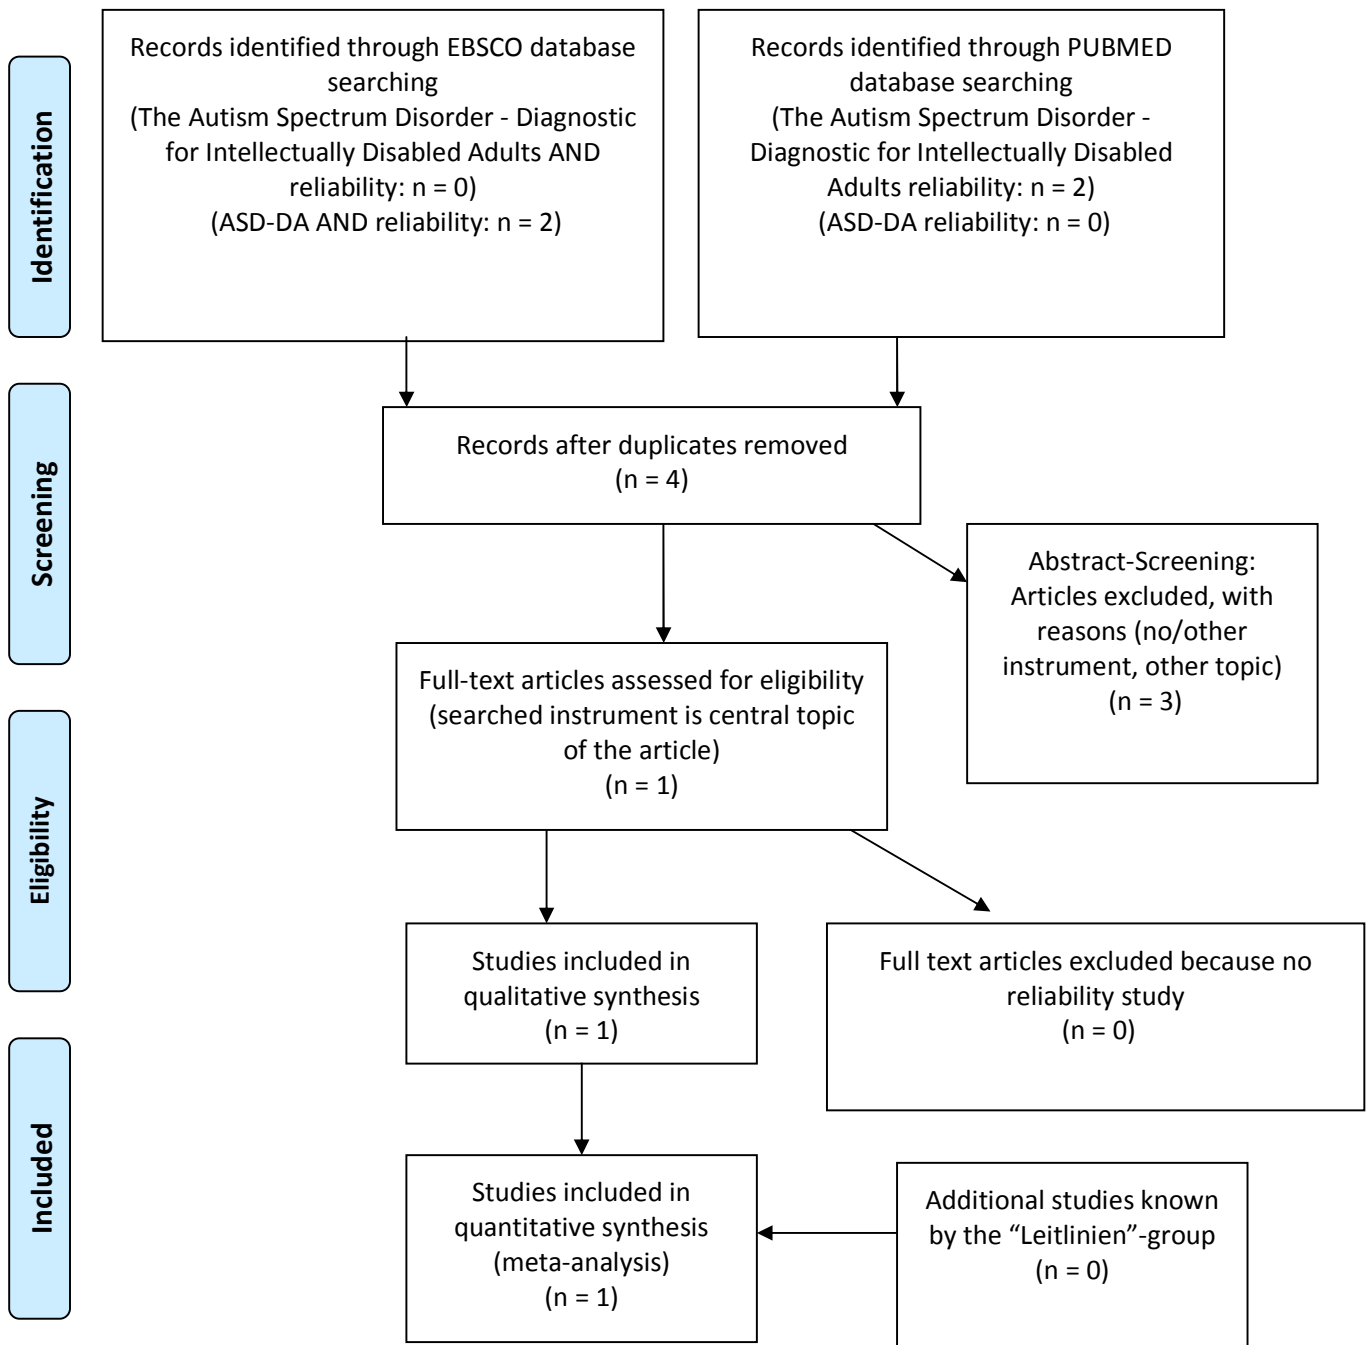 Identification
Records identified through EBSCO database
searching
(The Autism Spectrum Disorder - Diagnostic
for Intellectually Disabled Adults AND
reliability: n = 0)
(ASD-DA AND reliability: n = 2)
Records identified through PUBMED
database searching
(The Autism Spectrum Disorder -
Diagnostic for Intellectually Disabled
Adults reliability: n = 2)
(ASD-DA reliability: n = 0)
Screening
Records after duplicates removed
(n = 4)
Abstract-Screening:
Articles excluded, with
reasons (no/other
instrument, other topic)
(n = 3)
Eligibility
Full-text articles assessed for eligibility
(searched instrument is central topic
of the article)
(n = 1)
Studies included in
qualitative synthesis
(n = 1)
Full text articles excluded because no
reliability study
(n = 0)
Included
Studies included in
quantitative synthesis
(meta-analysis)
(n = 1)
Additional studies known
by the “Leitlinien”-group
(n = 0)